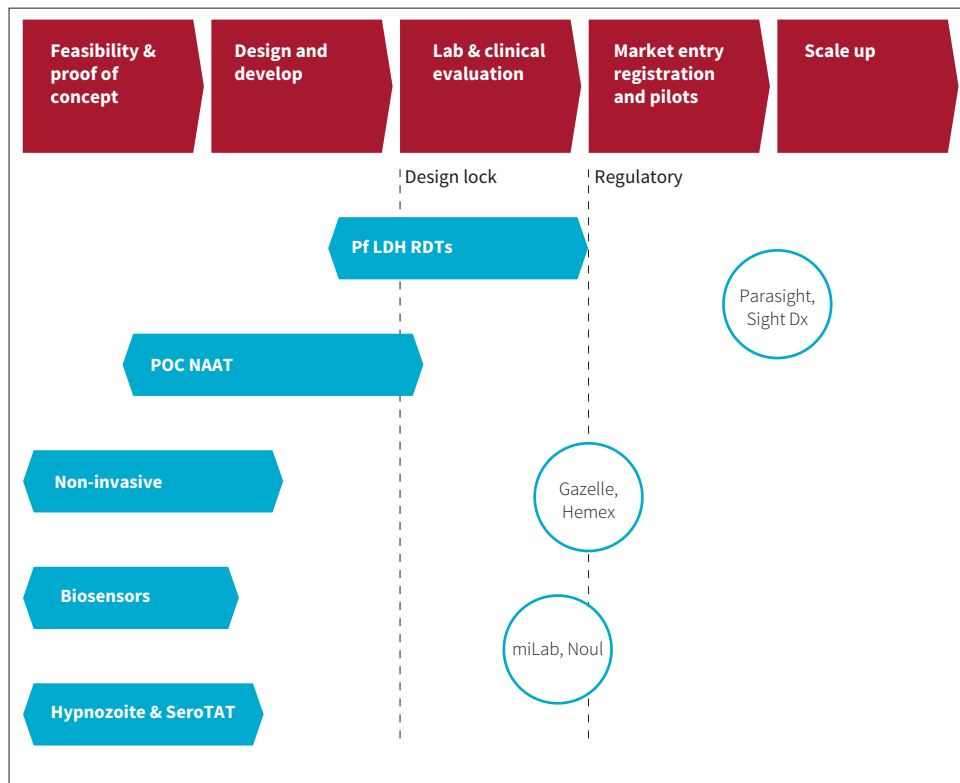 Feasibility &
proof of
concept
Design and
develop
Lab & clinical
evaluation
Market entry
registration
and pilots
Scale up
Design lock
Regulatory
Pf LDH RDTs
Parasight,
Sight Dx
POC NAAT
Non-invasive
Gazelle,
Hemex
Biosensors
miLab, Noul
Hypnozoite & SeroTAT